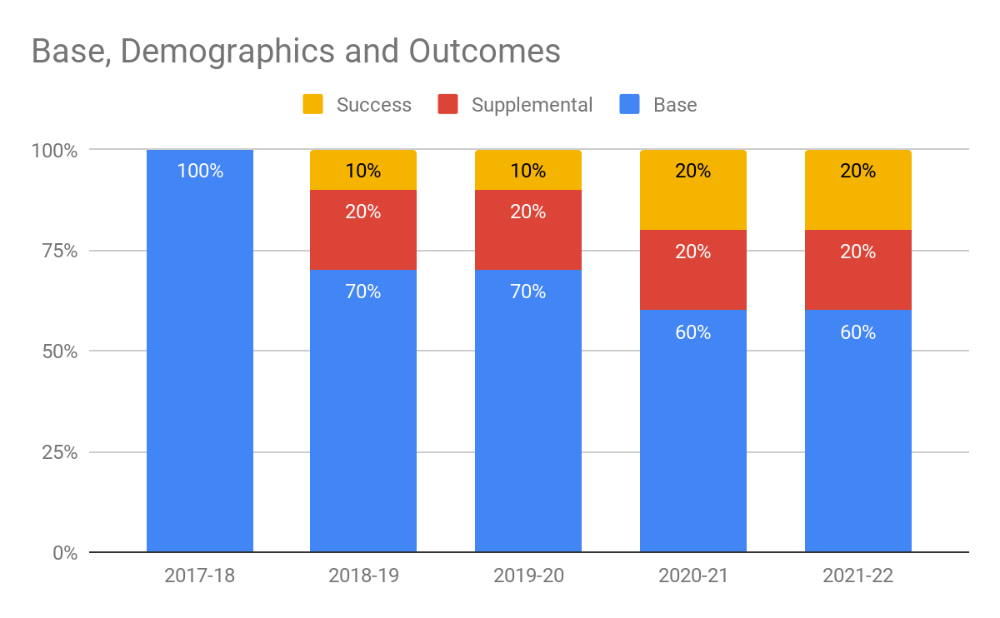 Base, Demographics and Outcomes
Success Supplemental Base
100%
75%
50%
25%
0%
100% 10% 10% 20% 20%
20% 20% 20% 20%
70% 70% 60% 60%
2017-18 2018-19 2019-20 2020-21 2021-22